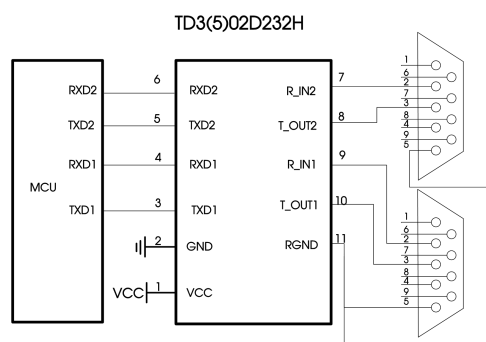 TD3(5)02D232H
MCU
RXD2
TXD2
RXD1
TXD1
6
5
4
3
2
1
VCC
RXD2
TXD2
RXD1
TXD1
GND
VCC
R_IN2
T_OUT2
R_IN1
T_OUT1
RGND
7
8
9
10
11
1
6
2
7
3
8
4
9
5
1
6
2
7
3
8
4
9
5